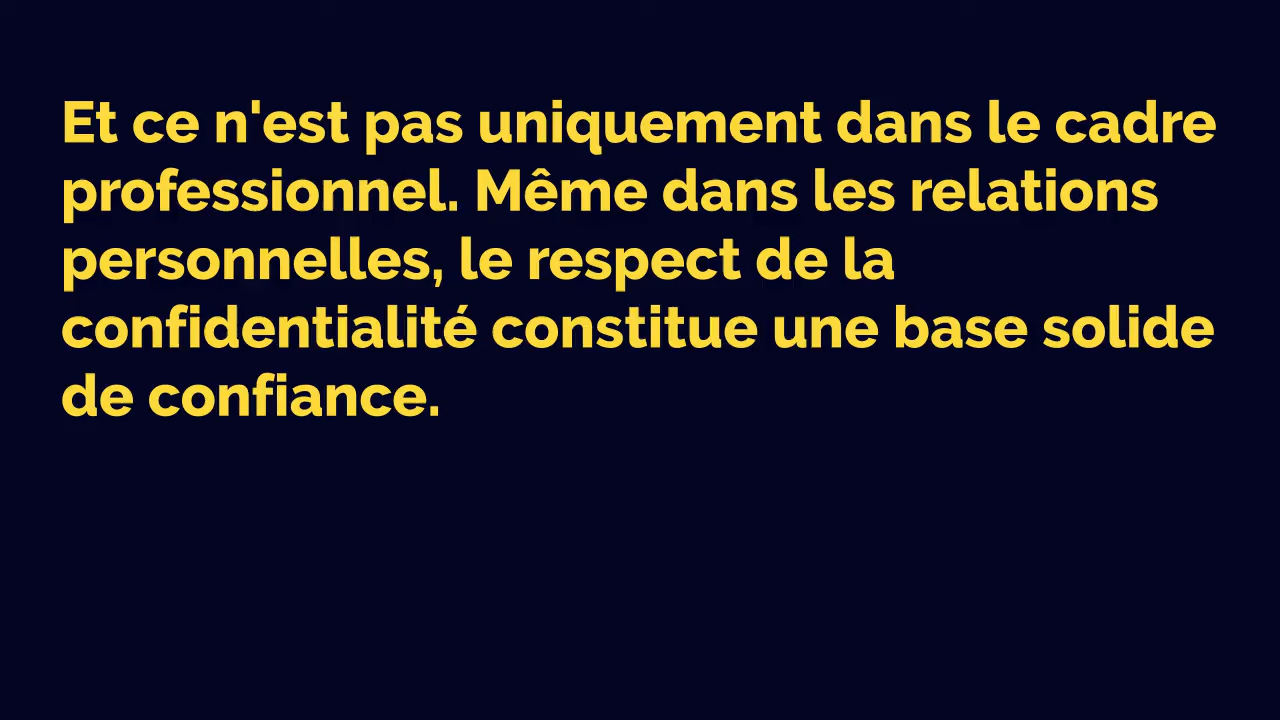 Et ce n'est pas uniquement dans le cadre
professionnel. Même dans les relations
personnelles, le respect de la
confidentialité constitue une base solide
de confiance.